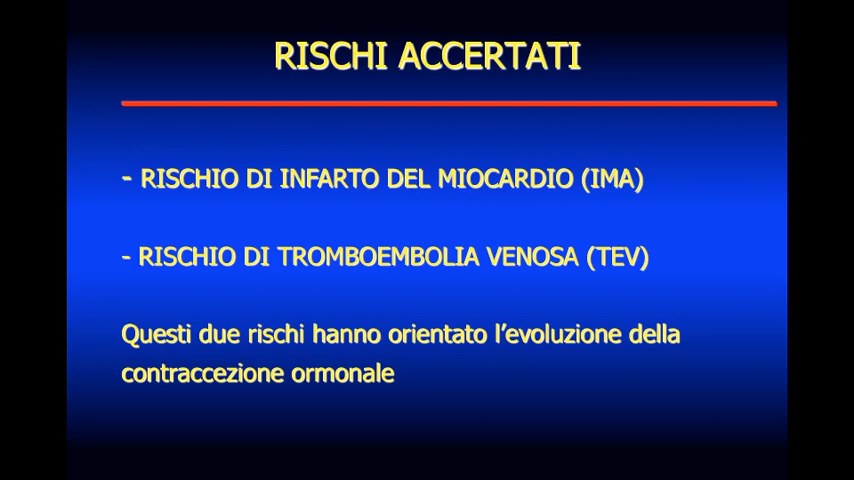 RISCHI ACCERTATI
- RISCHIO DI INFARTO DEL MIOCARDIO (IMA)
- RISCHIO DI TROMBOEMBOLIA VENOSA (TEV)
Questi due rischi hanno orientato l’evoluzione della
contraccezione ormonale